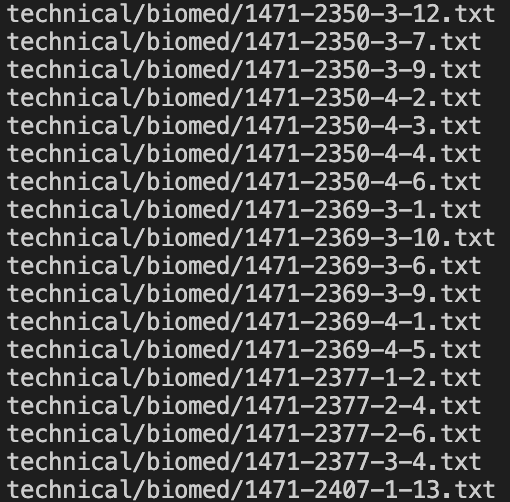 technical/biomed/1471-2350-3-12.txt
technical/biomed/1471-2350-3-7.txt
technical/biomed/1471-2350-3-9.txt
technical/biomed/1471-2350-4-2.txt
technical/biomed/1471-2350-4-3.txt
technical/biomed/1471-2350-4-4.txt
technical/biomed/1471-2350-4-6.txt
technical/biomed/1471-2369-3-1.txt
technical/biomed/1471-2369-3-10.txt
technical/biomed/1471-2369-3-6.txt
technical/biomed/1471-2369-3-9.txt
technical/biomed/1471-2369-4-1.txt
technical/biomed/1471-2369-4-5.txt
technical/biomed/1471-2377-1-2.txt
technical/biomed/1471-2377-2-4.txt
technical/biomed/1471-2377-2-6.txt
technical/biomed/1471-2377-3-4.txt
technical/biomed/1471-2407-1-13.txt